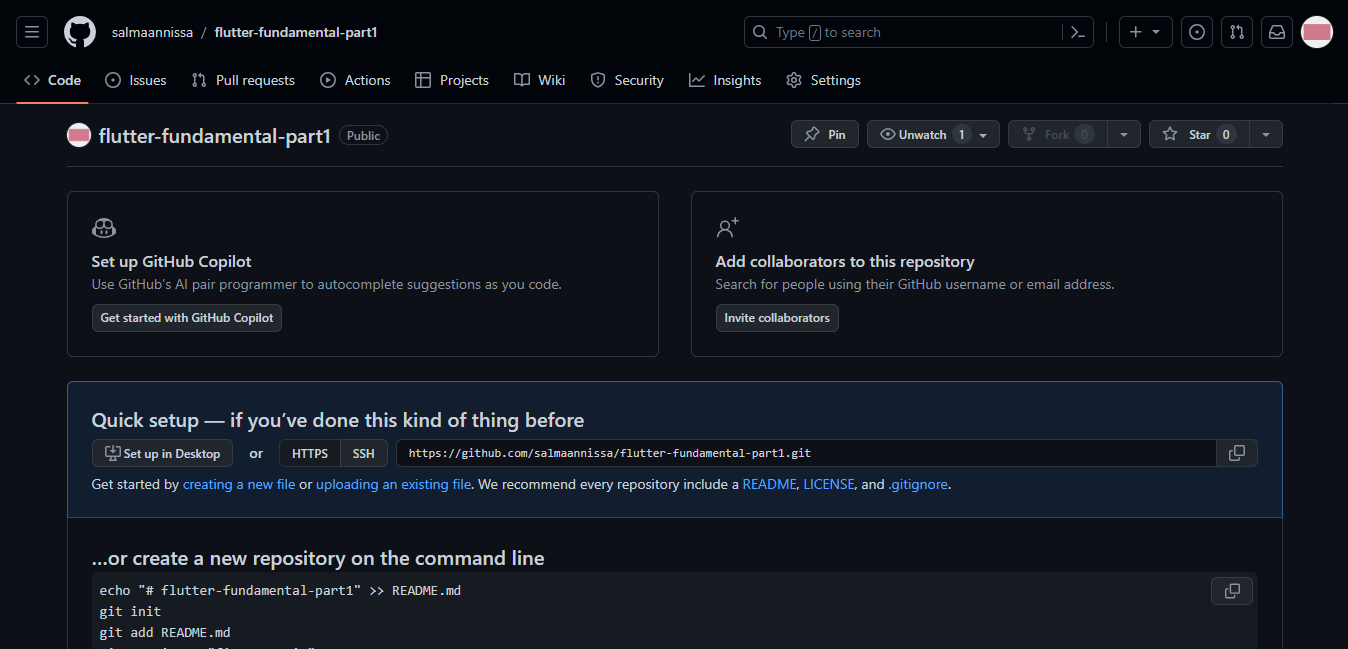 salmaannissa / flutter-fundamental-part1
Type / to search
Code Issues Pull requests Actions Projects Wiki Security Insights Settings
flutter-fundamental-part1 Public
Pin Unwatch 1 Fork 0 Star 0
Set up GitHub Copilot
Use GitHub's AI pair programmer to autocomplete suggestions as you code.
Get started with GitHub Copilot
Add collaborators to this repository
Search for people using their GitHub username or email address.
Invite collaborators
Quick setup — if you’ve done this kind of thing before
Set up in Desktop or HTTPS SSH https://github.com/salmaannissa/flutter-fundamental-part1.git
Get started by creating a new file or uploading an existing file. We recommend every repository include a README, LICENSE, and .gitignore.
…or create a new repository on the command line
echo "# flutter-fundamental-part1" >> README.md
git init
git add README.md